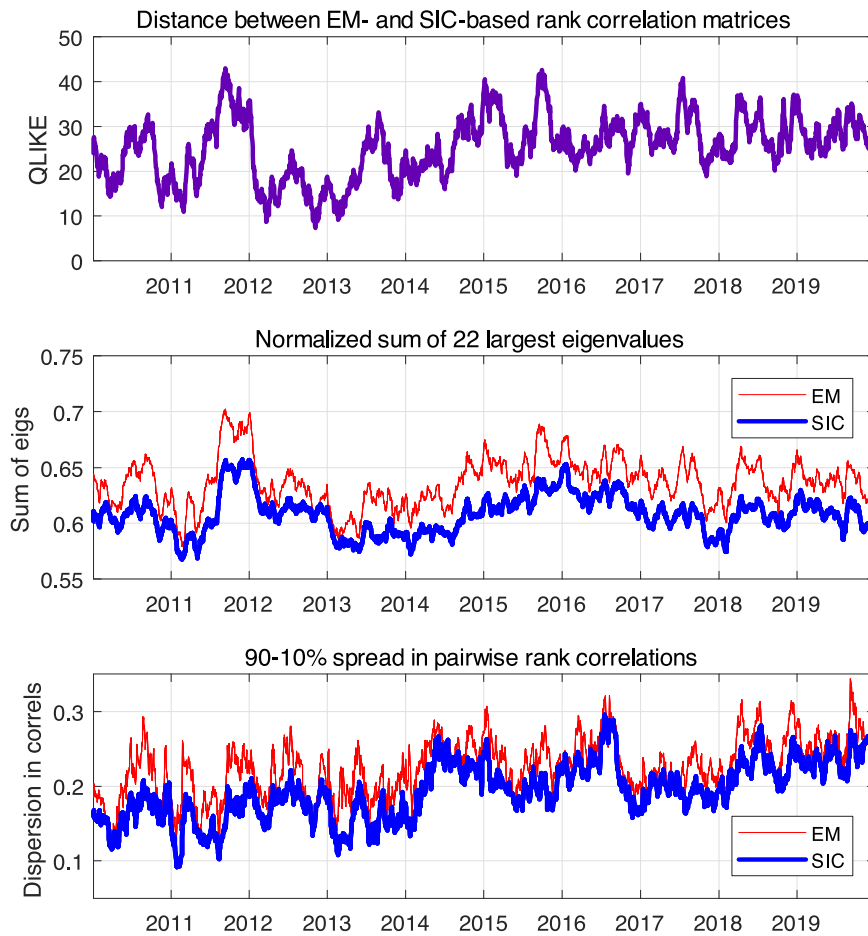 Distance between EM- and SIC-based rank correlation matrices
50
40
30
20
10
0
QLIKE
2011 2012 2013 2014 2015 2016 2017 2018 2019
Normalized sum of 22 largest eigenvalues
0.75
0.7
0.65
0.6
0.55
Sum of eigs
EM
SIC
2011 2012 2013 2014 2015 2016 2017 2018 2019
90-10% spread in pairwise rank correlations
0.3
0.2
0.1
Dispersion in correls
EM
SIC
2011 2012 2013 2014 2015 2016 2017 2018 2019